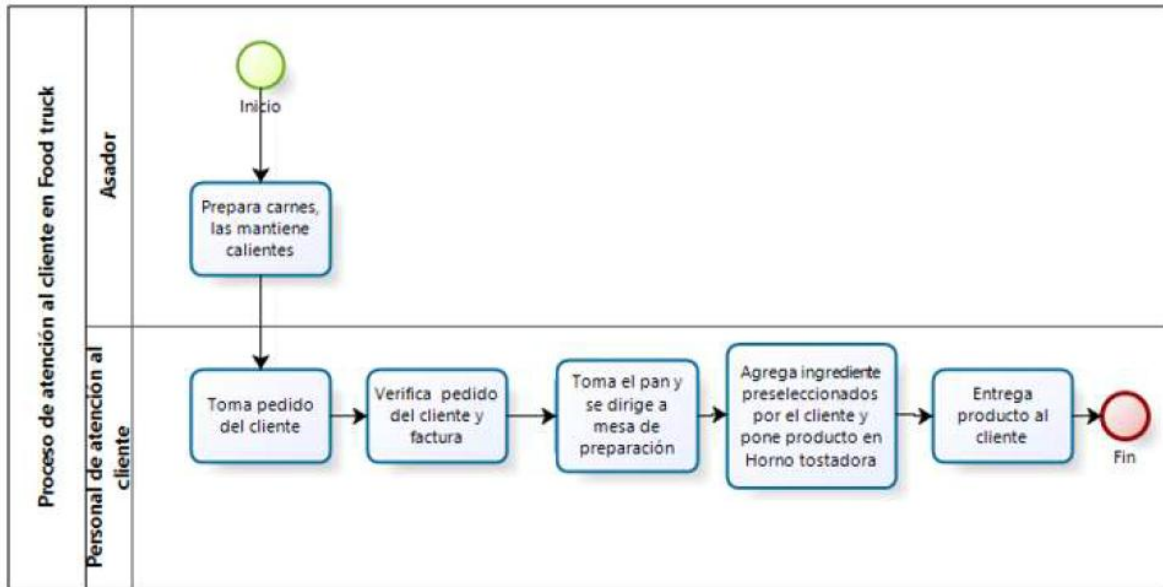 Proceso de atención al cliente en Food truck
Asador
Inicio
Prepara carnes,
las mantiene
calientes
Personal de atención al
cliente
Toma pedido
del cliente
Verifica pedido
del cliente y
factura
Toma el pan y
se dirige a
mesa de
preparación
Agrega ingrediente
preseleccionados
por el cliente y
pone producto en
Horno tostadora
Entrega
producto al
cliente
Fin